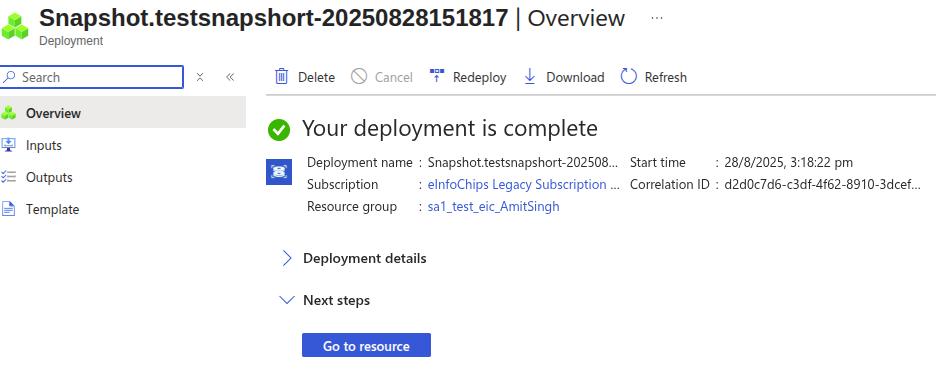 Snapshot.testsnapshort-20250828151817 | Overview ...
Deployment
Search
Delete Cancel Redeploy Download Refresh
Overview
Inputs
Outputs
Template
Your deployment is complete
Deployment name : Snapshot.testsnapshort-202508... Start time : 28/8/2025, 3:18:22 pm
Subscription : eInfoChips Legacy Subscription ... Correlation ID : d2d0c7d6-c3df-4f62-8910-3dcef...
Resource group : sa1_test_eic_AmitSingh
Deployment details
Next steps
Go to resource